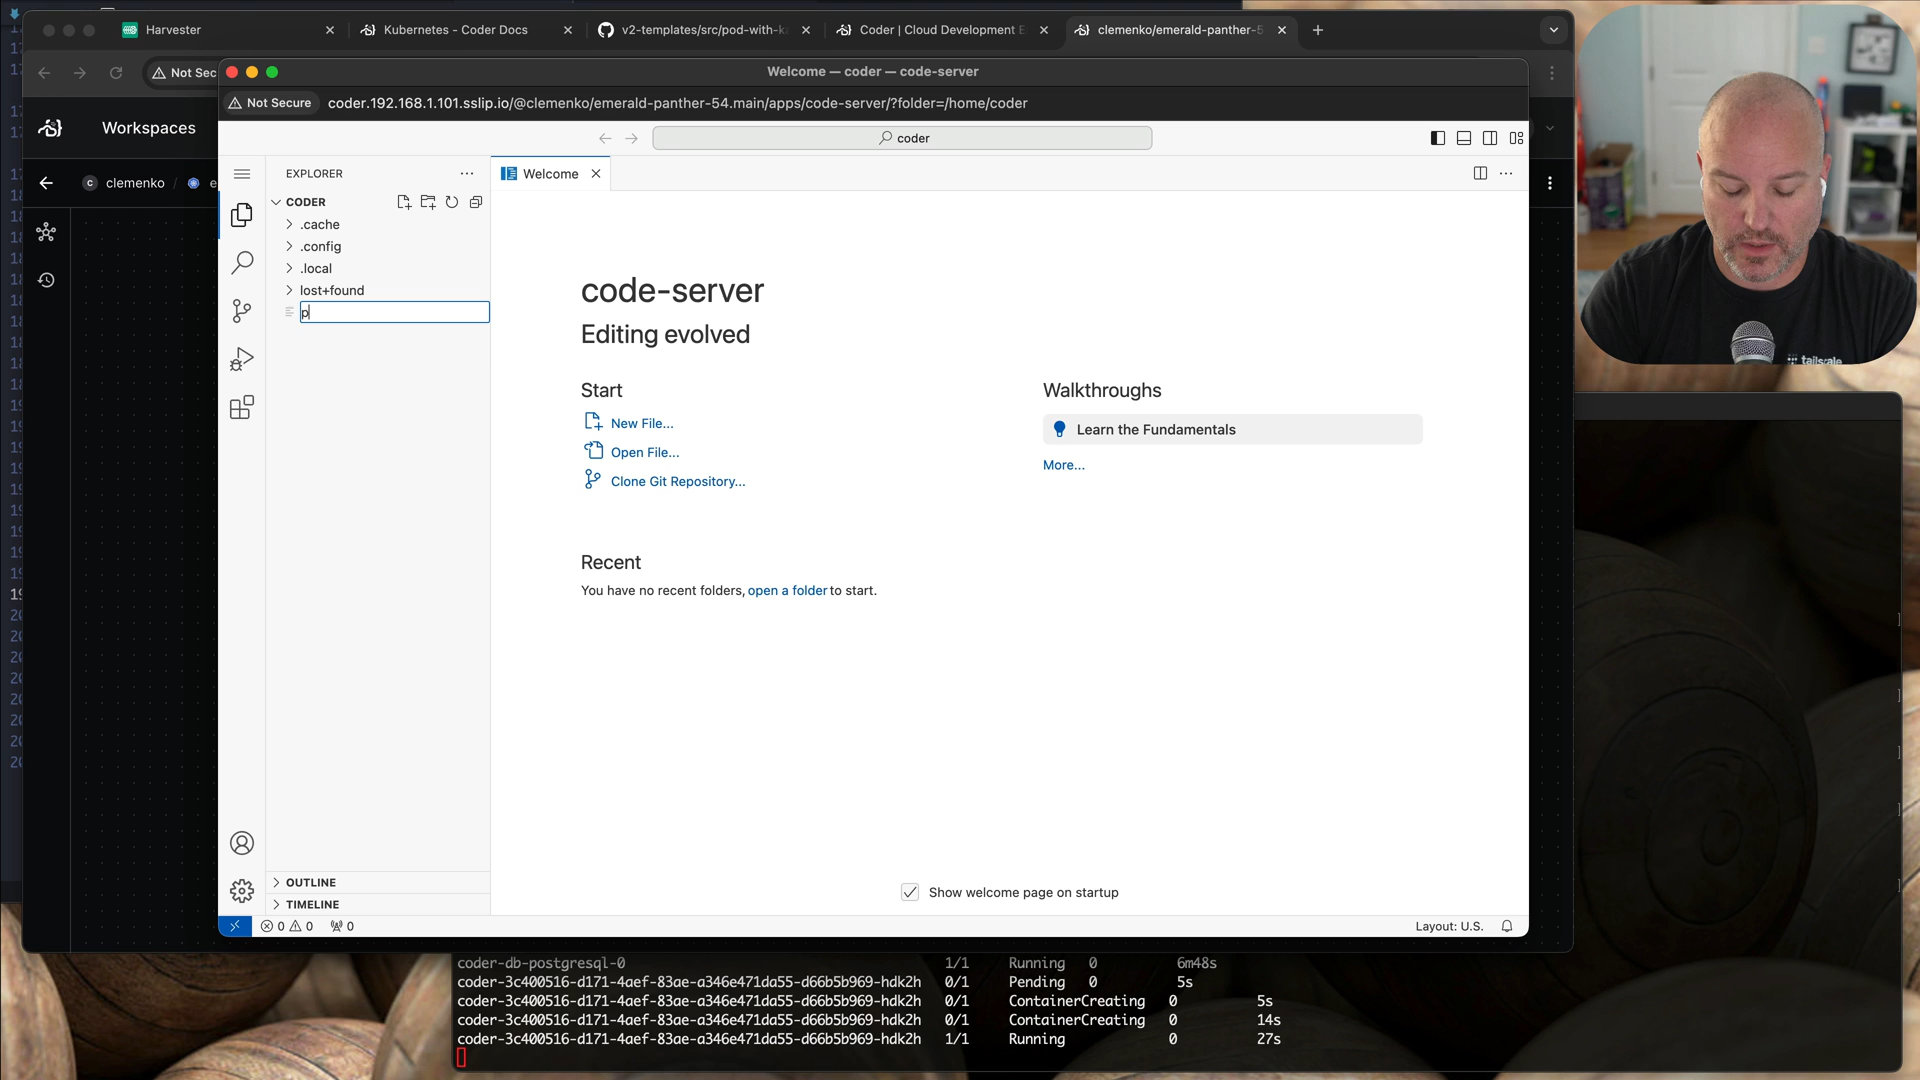 Harvester
Kubernetes - Coder Docs
v2-templates/src/pod-with-k
Coder | Cloud Development E
clemenko/emerald-panther-5
Not Sec
Welcome — coder — code-server
Not Secure
coder.192.168.1.101.sslip.io/@clemenko/emerald-panther-54.main/apps/code-server/?folder=/home/coder
Workspaces
coder
c clemenko / e
EXPLORER
Welcome
CODER
.cache
.config
.local
lost+found
p
code-server
Editing evolved
Start
New File...
Open File...
Clone Git Repository...
Walkthroughs
Learn the Fundamentals
More...
Recent
You have no recent folders, open a folder to start.
Show welcome page on startup
OUTLINE
TIMELINE
0 0 0
Layout: U.S.
tailscale
coder-db-postgresql-0 1/1 Running 0 6m48s
coder-3c400516-d171-4aef-83ae-a346e471da55-d66b5b969-hdk2h 0/1 Pending 0 5s
coder-3c400516-d171-4aef-83ae-a346e471da55-d66b5b969-hdk2h 0/1 ContainerCreating 0 5s
coder-3c400516-d171-4aef-83ae-a346e471da55-d66b5b969-hdk2h 0/1 ContainerCreating 0 14s
coder-3c400516-d171-4aef-83ae-a346e471da55-d66b5b969-hdk2h 1/1 Running 0 27s